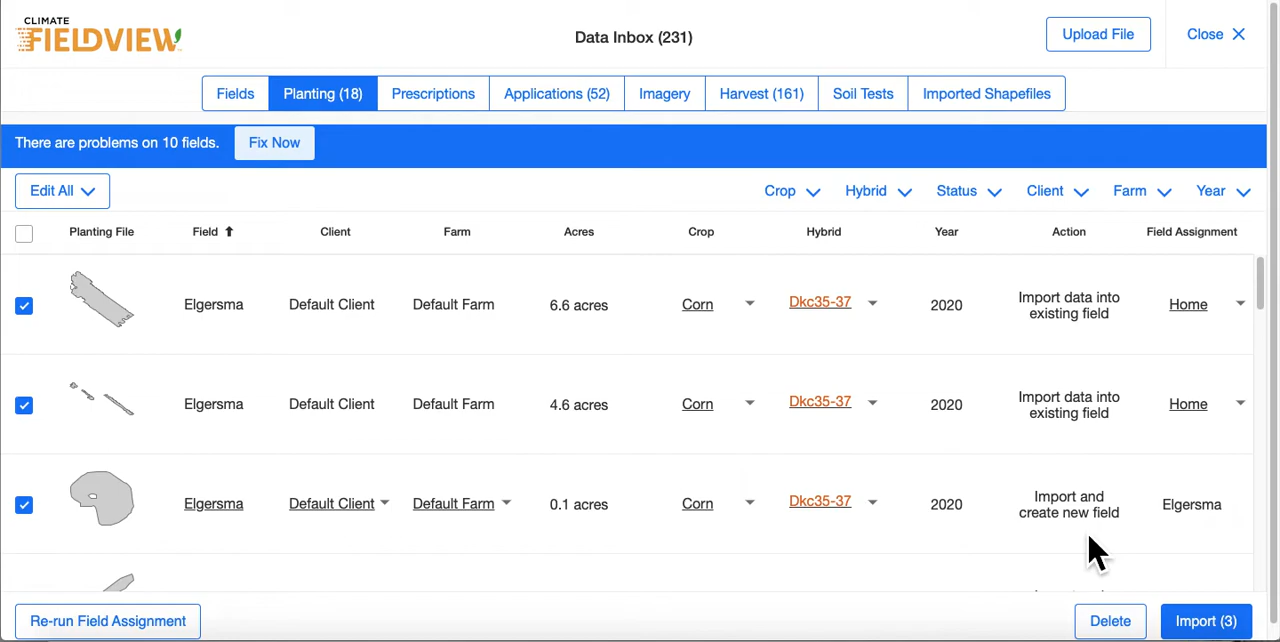 CLIMATE
FIELDVIEW
Data Inbox (231)
Upload File
Close
Fields
Planting (18)
Prescriptions
Applications (52)
Imagery
Harvest (161)
Soil Tests
Imported Shapefiles
There are problems on 10 fields.
Fix Now
Edit All
Crop
Hybrid
Status
Client
Farm
Year
Planting File
Field
Client
Farm
Acres
Crop
Hybrid
Year
Action
Field Assignment
Elgersma
Default Client
Default Farm
6.6 acres
Corn
Dkc35-37
2020
Import data into
existing field
Home
Elgersma
Default Client
Default Farm
4.6 acres
Corn
Dkc35-37
2020
Import data into
existing field
Home
Elgersma
Default Client
Default Farm
0.1 acres
Corn
Dkc35-37
2020
Import and
create new field
Elgersma
Re-run Field Assignment
Delete
Import (3)